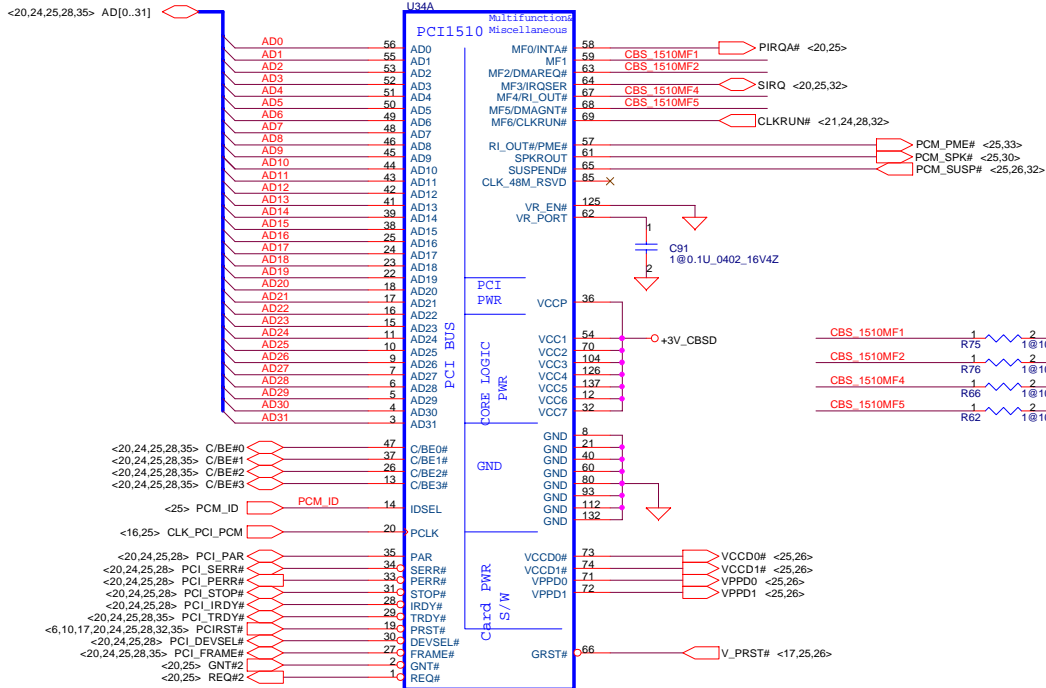 U34A
<20,24,25,28,35> AD[0..31]
PCI1510
Multifunction&
Miscellaneous
AD0 56 AD0
AD1 55 AD1
AD2 53 AD2
AD3 52 AD3
AD4 51 AD4
AD5 50 AD5
AD6 49 AD6
AD7 48 AD7
AD8 46 AD8
AD9 45 AD9
AD10 44 AD10
AD11 43 AD11
AD12 42 AD12
AD13 41 AD13
AD14 39 AD14
AD15 38 AD15
AD16 25 AD16
AD17 24 AD17
AD18 23 AD18
AD19 22 AD19
AD20 18 AD20
AD21 17 AD21
AD22 16 AD22
AD23 15 AD23
AD24 11 AD24
AD25 10 AD25
AD26 9 AD26
AD27 7 AD27
AD28 6 AD28
AD29 5 AD29
AD30 4 AD30
AD31 3 AD31
<20,24,25,28,35> C/BE#0 47 C/BE0#
<20,24,25,28,35> C/BE#1 37 C/BE1#
<20,24,25,28,35> C/BE#2 26 C/BE2#
<20,24,25,28,35> C/BE#3 13 C/BE3#
<25> PCM_ID PCM_ID 14 IDSEL
<16,25> CLK_PCI_PCM 20 PCLK
<20,24,25,28> PCI_PAR 35 PAR
<20,24,25,28> PCI_SERR# 34 SERR#
<20,24,25,28> PCI_PERR# 33 PERR#
<20,24,25,28> PCI_STOP# 31 STOP#
<20,24,25,28> PCI_IRDY# 28 IRDY#
<20,24,25,28,35> PCI_TRDY# 29 TRDY#
<6,10,17,20,24,25,28,32,35> PCIRST# 19 PRST#
<20,24,25,28> PCI_DEVSEL# 30 DEVSEL#
<20,24,25,28,35> PCI_FRAME# 27 FRAME#
<20,25> GNT#2 2 GNT#
<20,25> REQ#2 1 REQ#
PCI BUS
PCI
PWR
CORE LOGIC
PWR
GND
Card PWR
S/W
MF0/INTA# 58 PIRQA# <20,25>
MF1 59 CBS_1510MF1
MF2/DMAREQ# 63 CBS_1510MF2
MF3/IRQSER 64 SIRQ <20,25,32>
MF4/RI_OUT# 67 CBS_1510MF4
MF5/DMAGNT# 68 CBS_1510MF5
MF6/CLKRUN# 69 CLKRUN# <21,24,28,32>
RI_OUT#/PME# 57 PCM_PME# <25,33>
SPKROUT 61 PCM_SPK# <25,30>
SUSPEND# 65 PCM_SUSP# <25,26,32>
CLK_48M_RSVD 85
VR_EN# 125
VR_PORT 62
1
C91
1@0.1U_0402_16V4Z
2
VCCP 36
VCC1 54 +3V_CBSD
VCC2 70
VCC3 104
VCC4 126
VCC5 137
VCC6 12
VCC7 32
GND 8
GND 21
GND 40
GND 60
GND 80
GND 93
GND 112
GND 132
VCCD0# 73 VCCD0# <25,26>
VCCD1# 74 VCCD1# <25,26>
VPPD0 71 VPPD0 <25,26>
VPPD1 72 VPPD1 <25,26>
GRST# 66 V_PRST# <17,25,26>
CBS_1510MF1 1 2
R75 1@10
CBS_1510MF2 1 2
R76 1@10
CBS_1510MF4 1 2
R66 1@10
CBS_1510MF5 1 2
R62 1@10